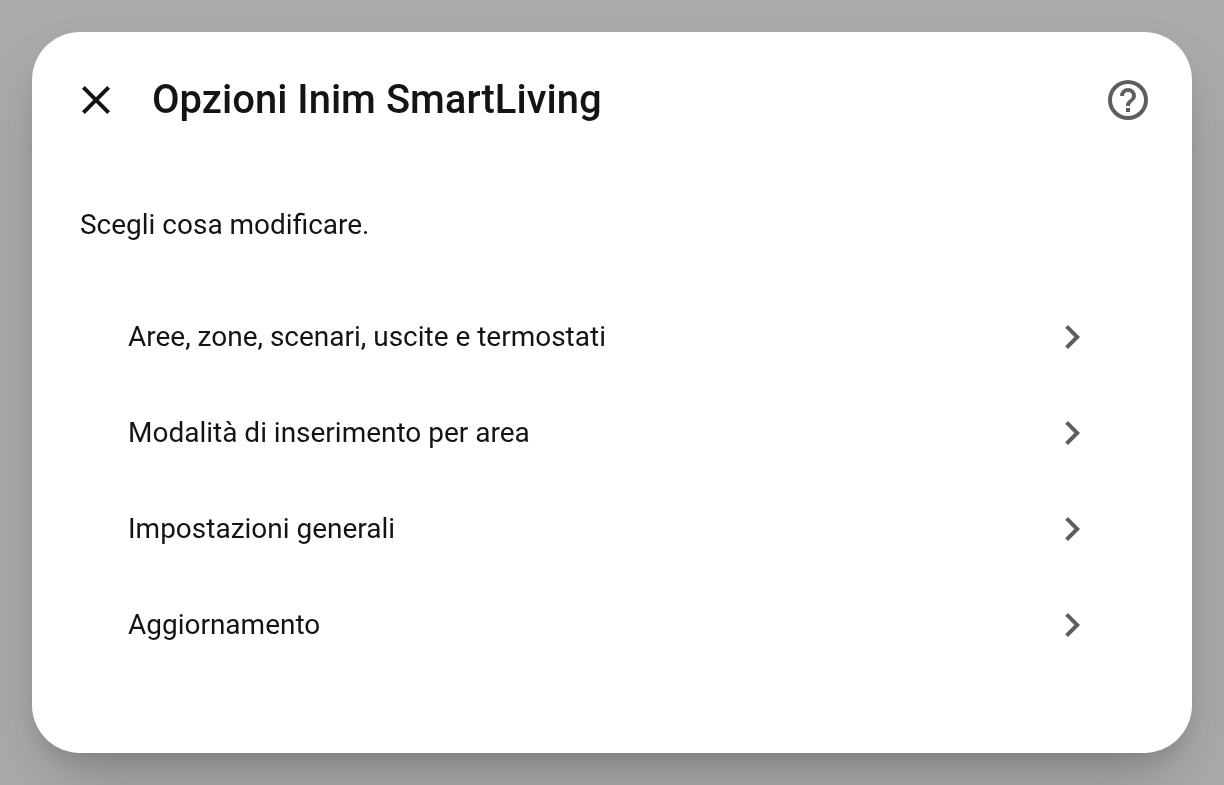 Opzioni Inim SmartLiving
Scegli cosa modificare.
Aree, zone, scenari, uscite e termostati
Modalità di inserimento per area
Impostazioni generali
Aggiornamento